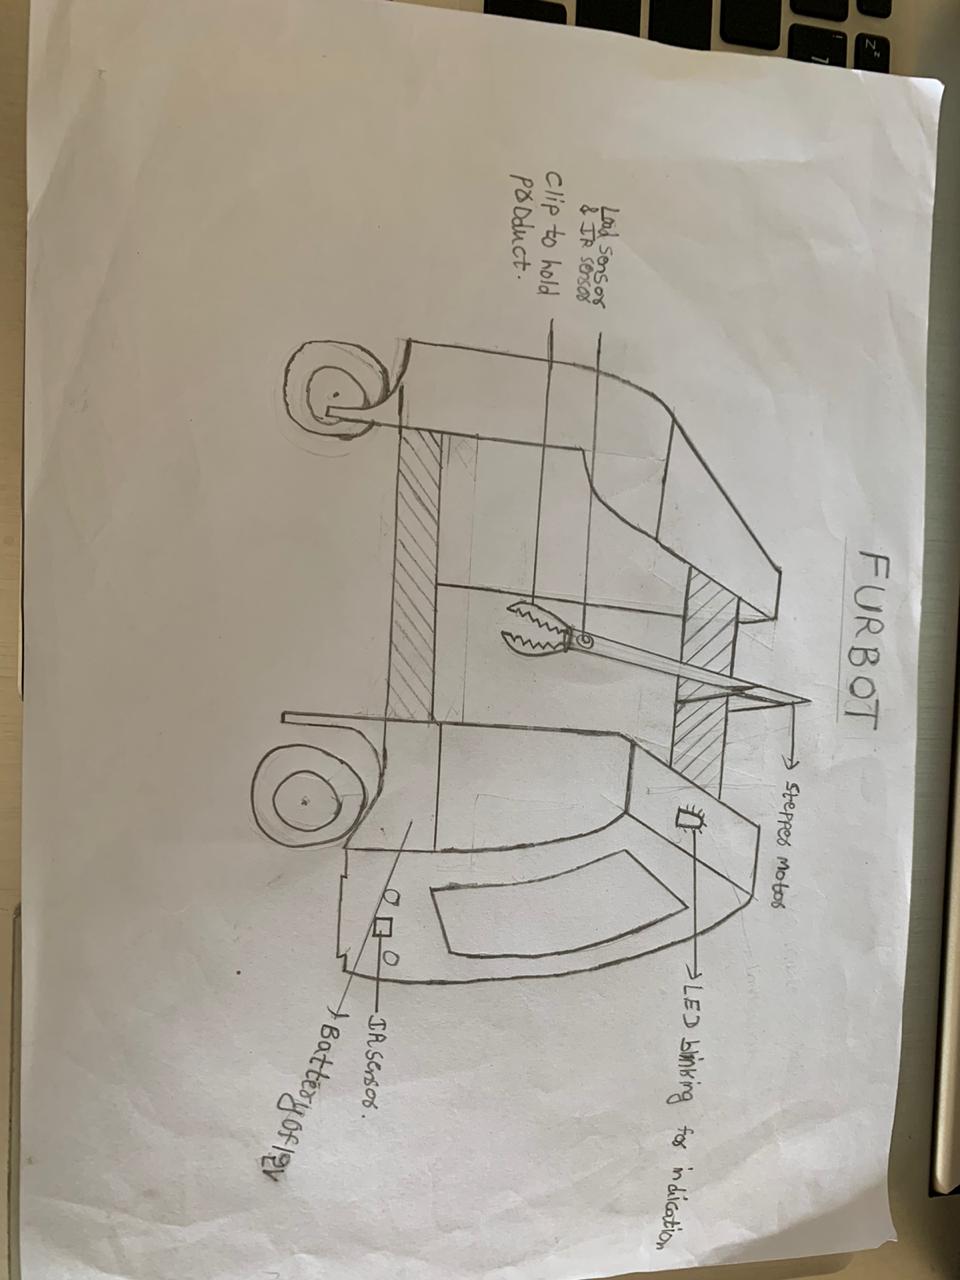 FURBOT
Load sensor
& IR sensor
Clip to hold
product.
Stepper motor
LED blinking for indication
IR sensor.
Battery of 9v